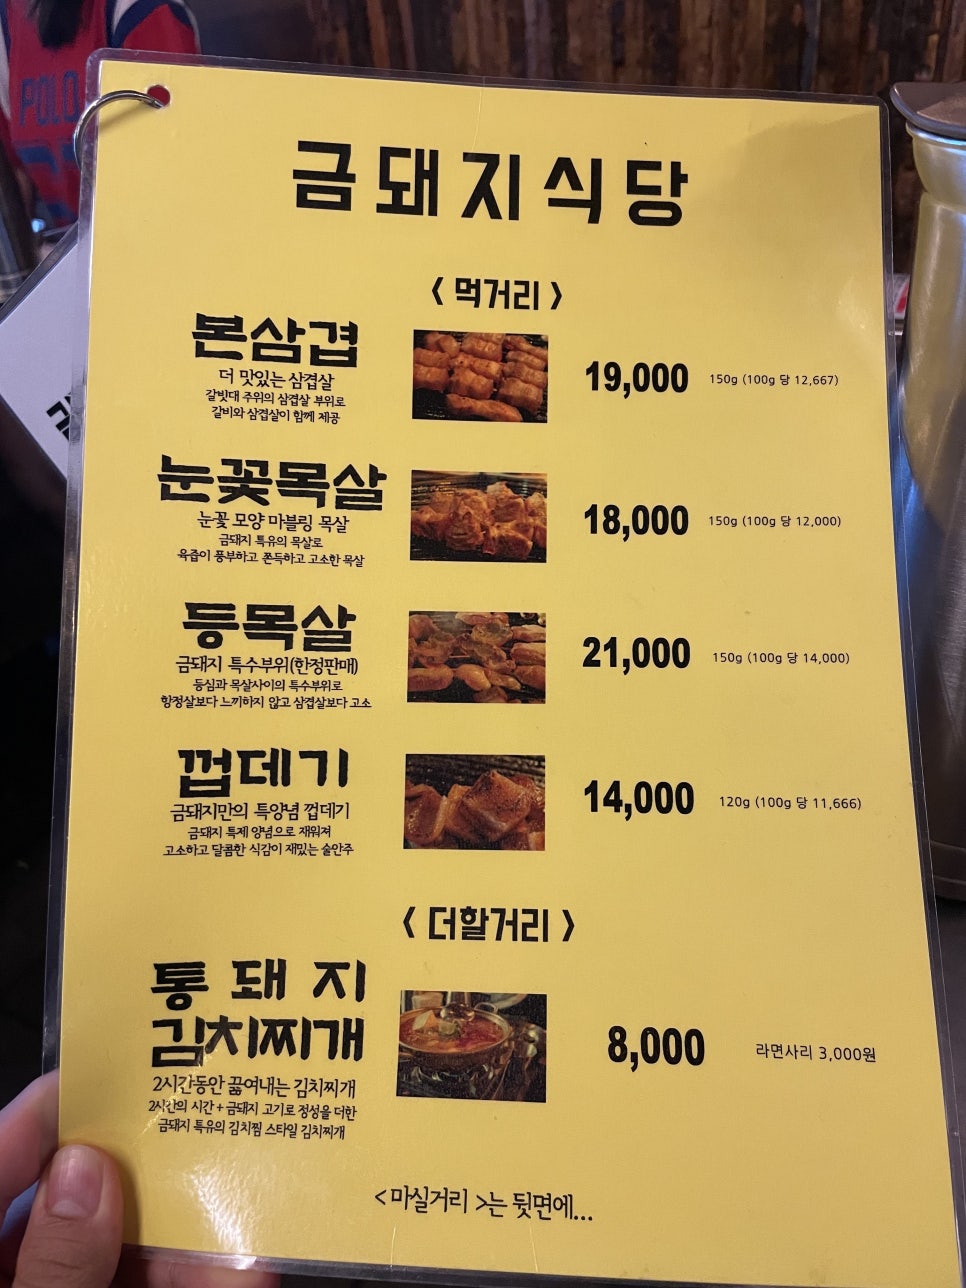 POLO
금돼지식당
< 먹거리 >
본삼겹
더 맛있는 삼겹살
갈빗대 주위의 삼겹살 부위로
갈비와 삼겹살이 함께 제공
19,000 150g (100g 당 12,667)
눈꽃목살
눈꽃 모양 마블링 목살
금돼지 특유의 목살로
육즙이 풍부하고 쫀득하고 고소한 목살
18,000 150g (100g 당 12,000)
등목살
금돼지 특수부위(한정판매)
등심과 목살사이의 특수부위로
항정살보다 느끼하지 않고 삼겹살보다 고소
21,000 150g (100g 당 14,000)
껍데기
금돼지만의 특양념 껍데기
금돼지 특제 양념으로 재워져
고소하고 달콤한 식감이 재밌는 술안주
14,000 120g (100g 당 11,666)
< 더할거리 >
통돼지
김치찌개
2시간동안 끓여내는 김치찌개
2시간의 시간 + 금돼지 고기로 정성을 더한
금돼지 특유의 김치찜 스타일 김치찌개
8,000 라면사리 3,000원
<마실거리 >는 뒷면에...